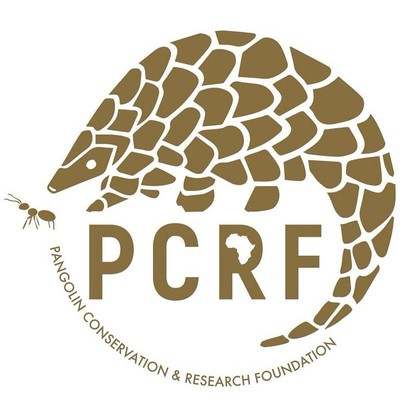 PCRF
PANGOLIN CONSERVATION & RESEARCH FOUNDATION